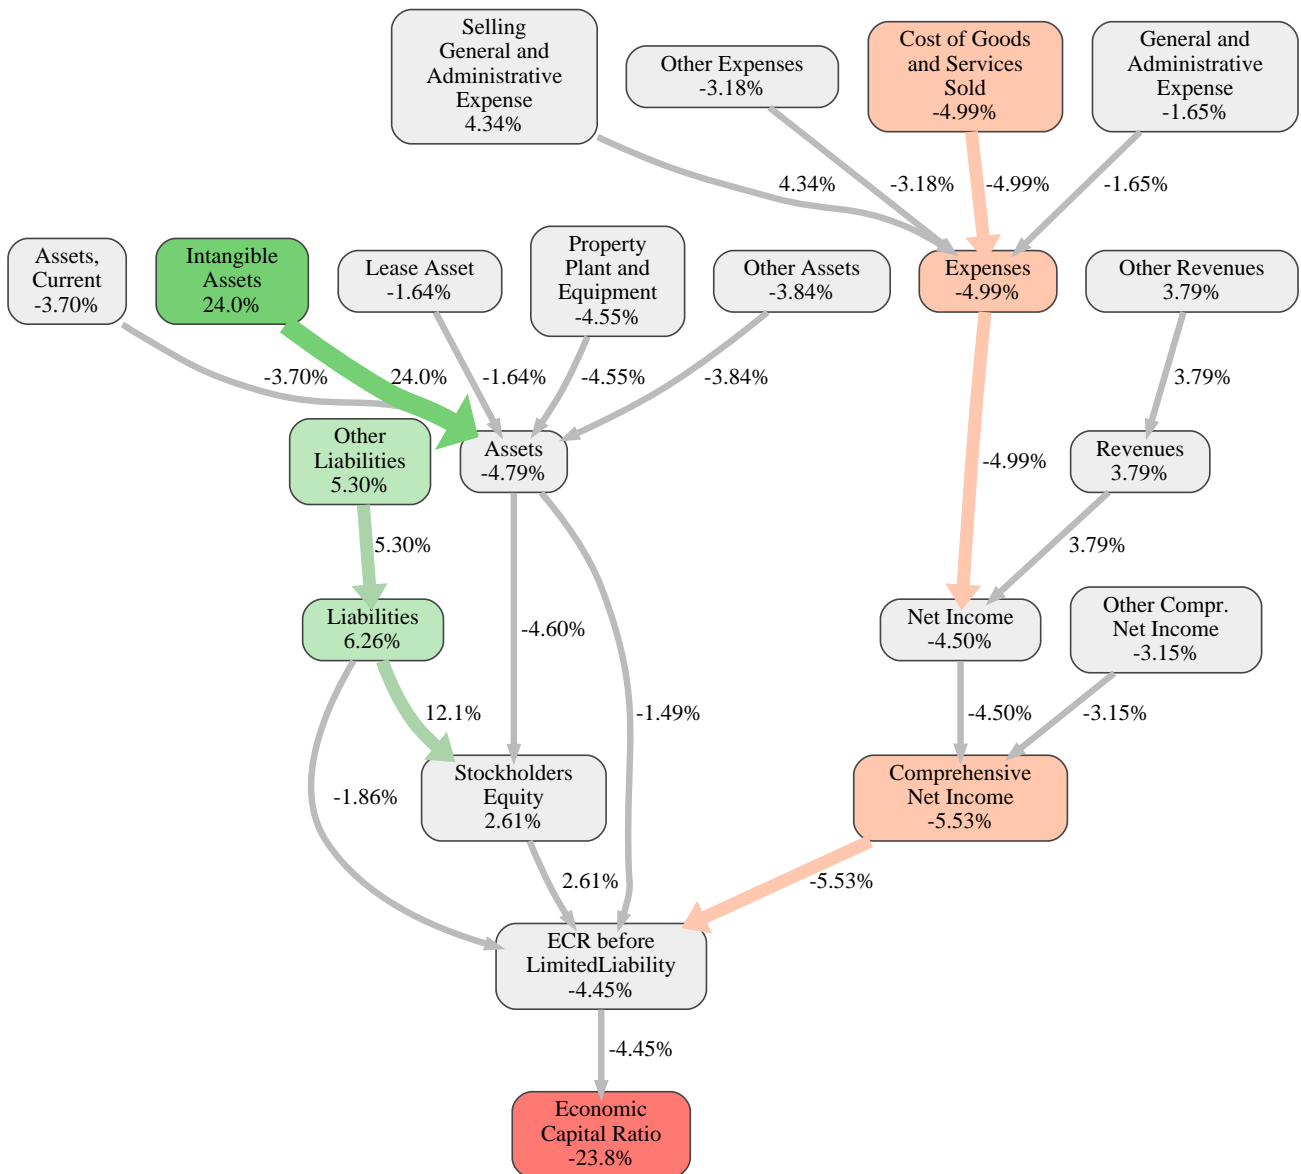 Selling
General and
Administrative
Expense
4.34%
Other Expenses
-3.18%
Cost of Goods
and Services
Sold
-4.99%
General and
Administrative
Expense
-1.65%
4.34%
-3.18%
-4.99%
-1.65%
Assets,
Current
-3.70%
Intangible
Assets
24.0%
Lease Asset
-1.64%
Property
Plant and
Equipment
-4.55%
Other Assets
-3.84%
Expenses
-4.99%
Other Revenues
3.79%
-3.70%
24.0%
-1.64%
-4.55%
-3.84%
3.79%
Other
Liabilities
5.30%
Assets
-4.79%
-4.99%
Revenues
3.79%
5.30%
3.79%
Liabilities
6.26%
-4.60%
Net Income
-4.50%
Other Compr.
Net Income
-3.15%
12.1%
-1.49%
-4.50%
-3.15%
-1.86%
Stockholders
Equity
2.61%
Comprehensive
Net Income
-5.53%
2.61%
-5.53%
ECR before
LimitedLiability
-4.45%
-4.45%
Economic
Capital Ratio
-23.8%